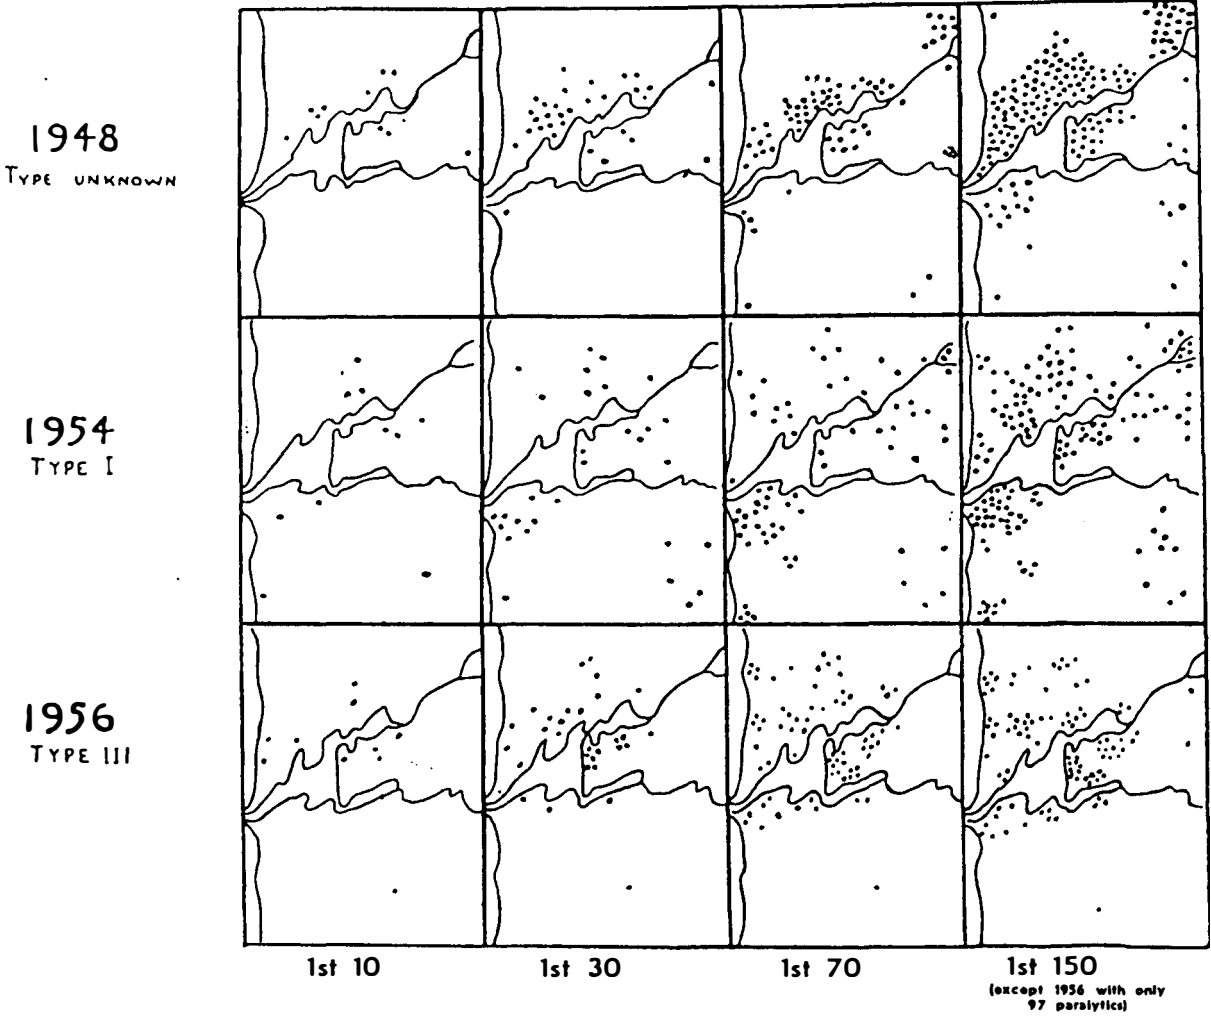 1948
TYPE UNKNOWN
1954
TYPE I
1956
TYPE III
1st 10
1st 30
1st 70
1st 150
(except 1956 with only
97 paralytics)